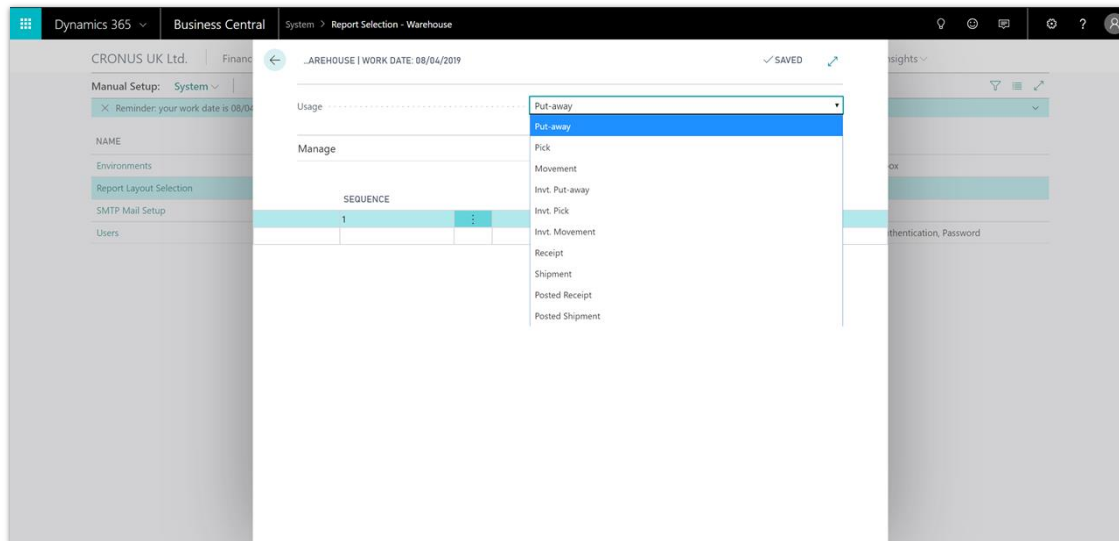 Dynamics 365 Business Central System > Report Selection - Warehouse ?
CRONUS UK Ltd. Financ
...AREHOUSE | WORK DATE: 08/04/2019 SAVED
nsights
Manual Setup: System
Reminder: your work date is 08/04
Usage Put-away
NAME
Put-away
Manage Pick
Environments
Movement
ox
Report Layout Selection
Invt. Put-away
SEQUENCE
SMTP Mail Setup
1 Invt. Pick
Users Invt. Movement thentication, Password
Receipt
Shipment
Posted Receipt
Posted Shipment